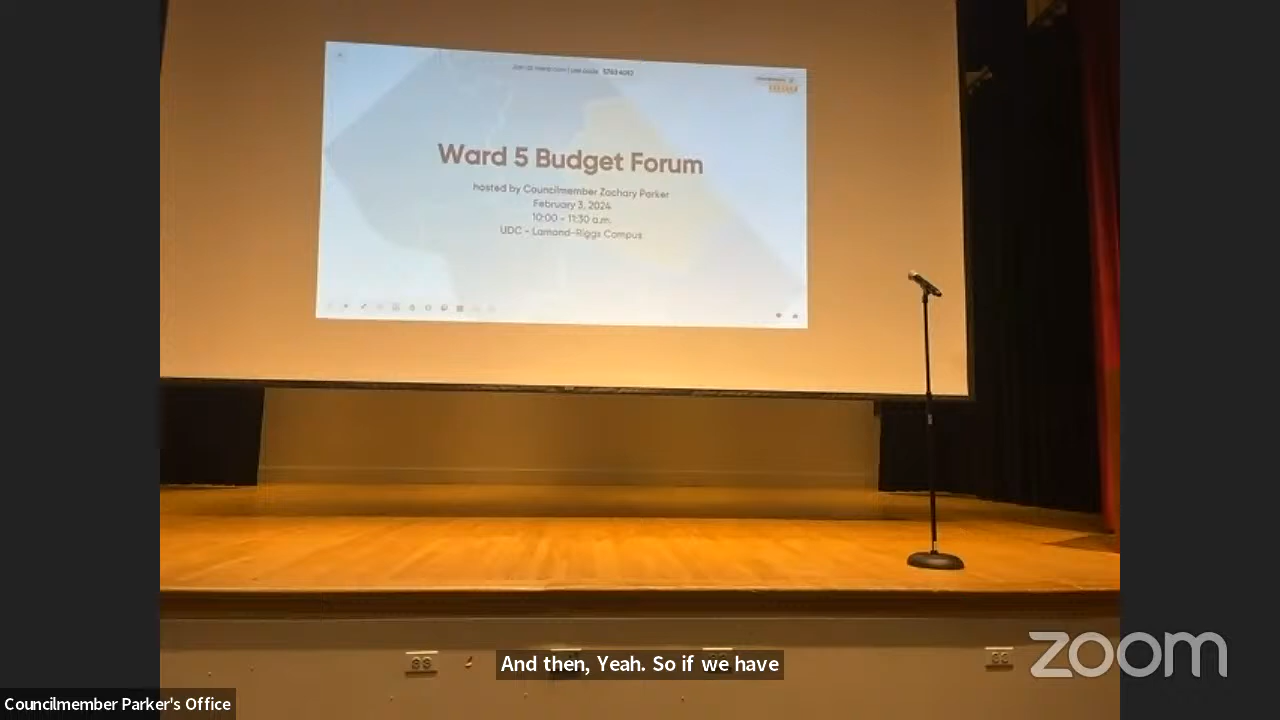 Ward 5 Budget Forum
hosted by Councilmember Zachary Parker
February 3, 2024
10:00 - 11:30 a.m.
UDC - Lamond-Riggs Campus
And then, Yeah. So if we have
zoom
Councilmember Parker's Office